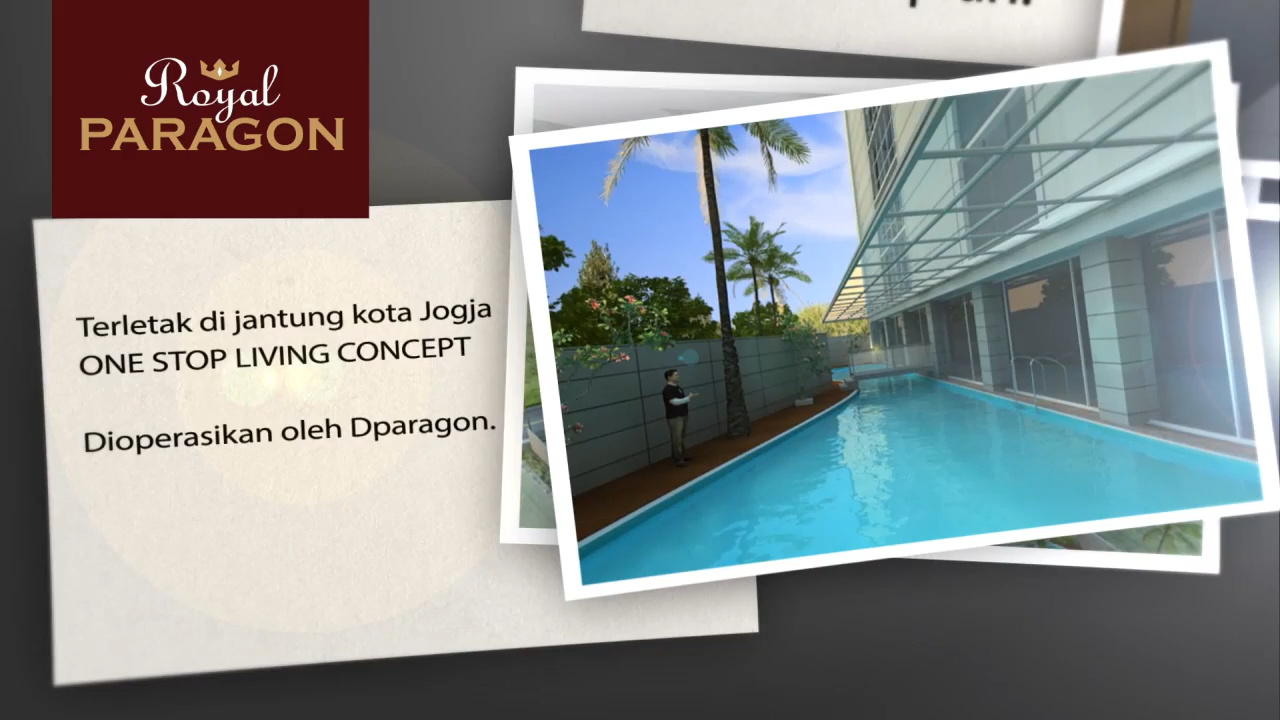 Royal
PARAGON
Terletak di jantung kota Jogja
ONE STOP LIVING CONCEPT
Dioperasikan oleh Dparagon.